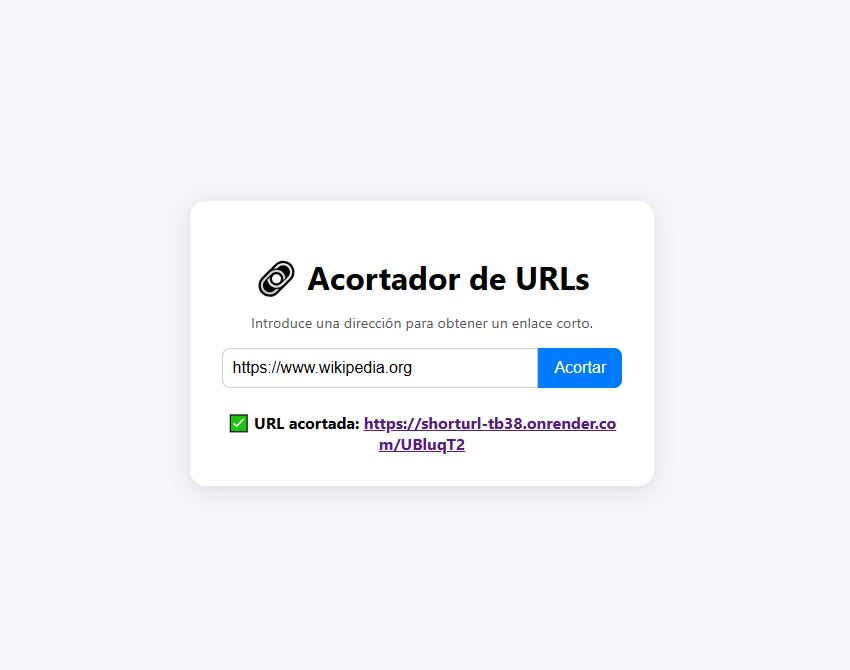 Acortador de URLs
Introduce una dirección para obtener un enlace corto.
https://www.wikipedia.org Acortar
URL acortada: https://shorturl-tb38.onrender.co
m/UBluqT2